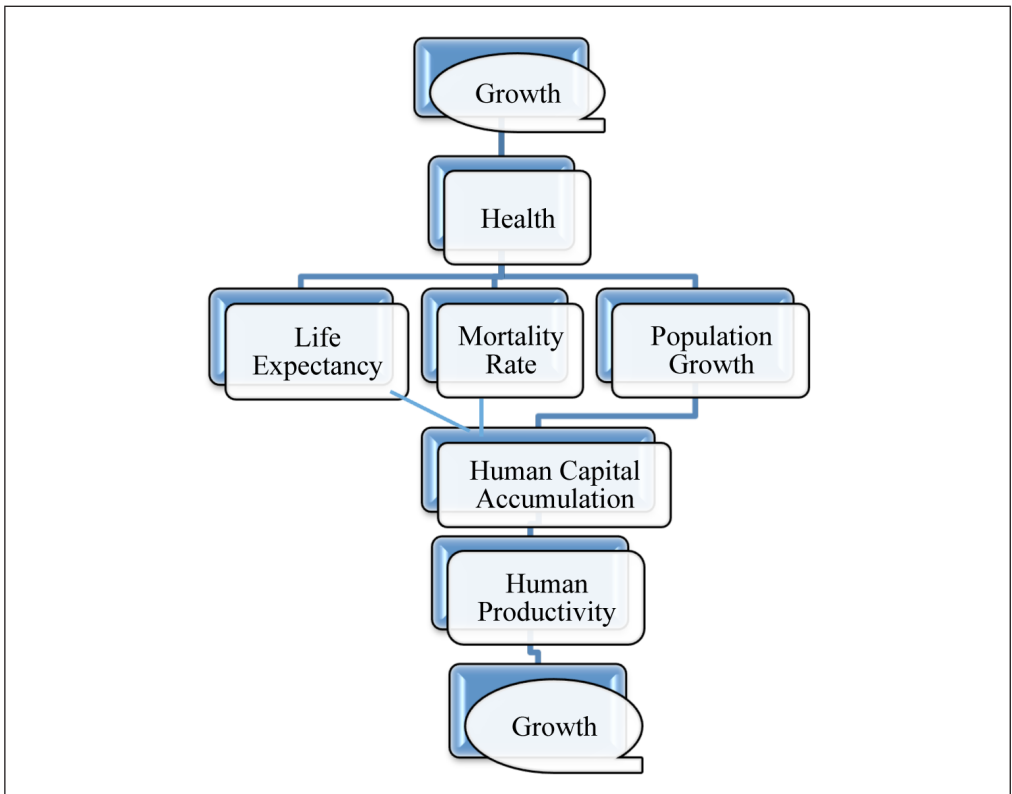 Growth
Health
Life
Expectancy
Mortality
Rate
Population
Growth
Human Capital
Accumulation
Human
Productivity
Growth